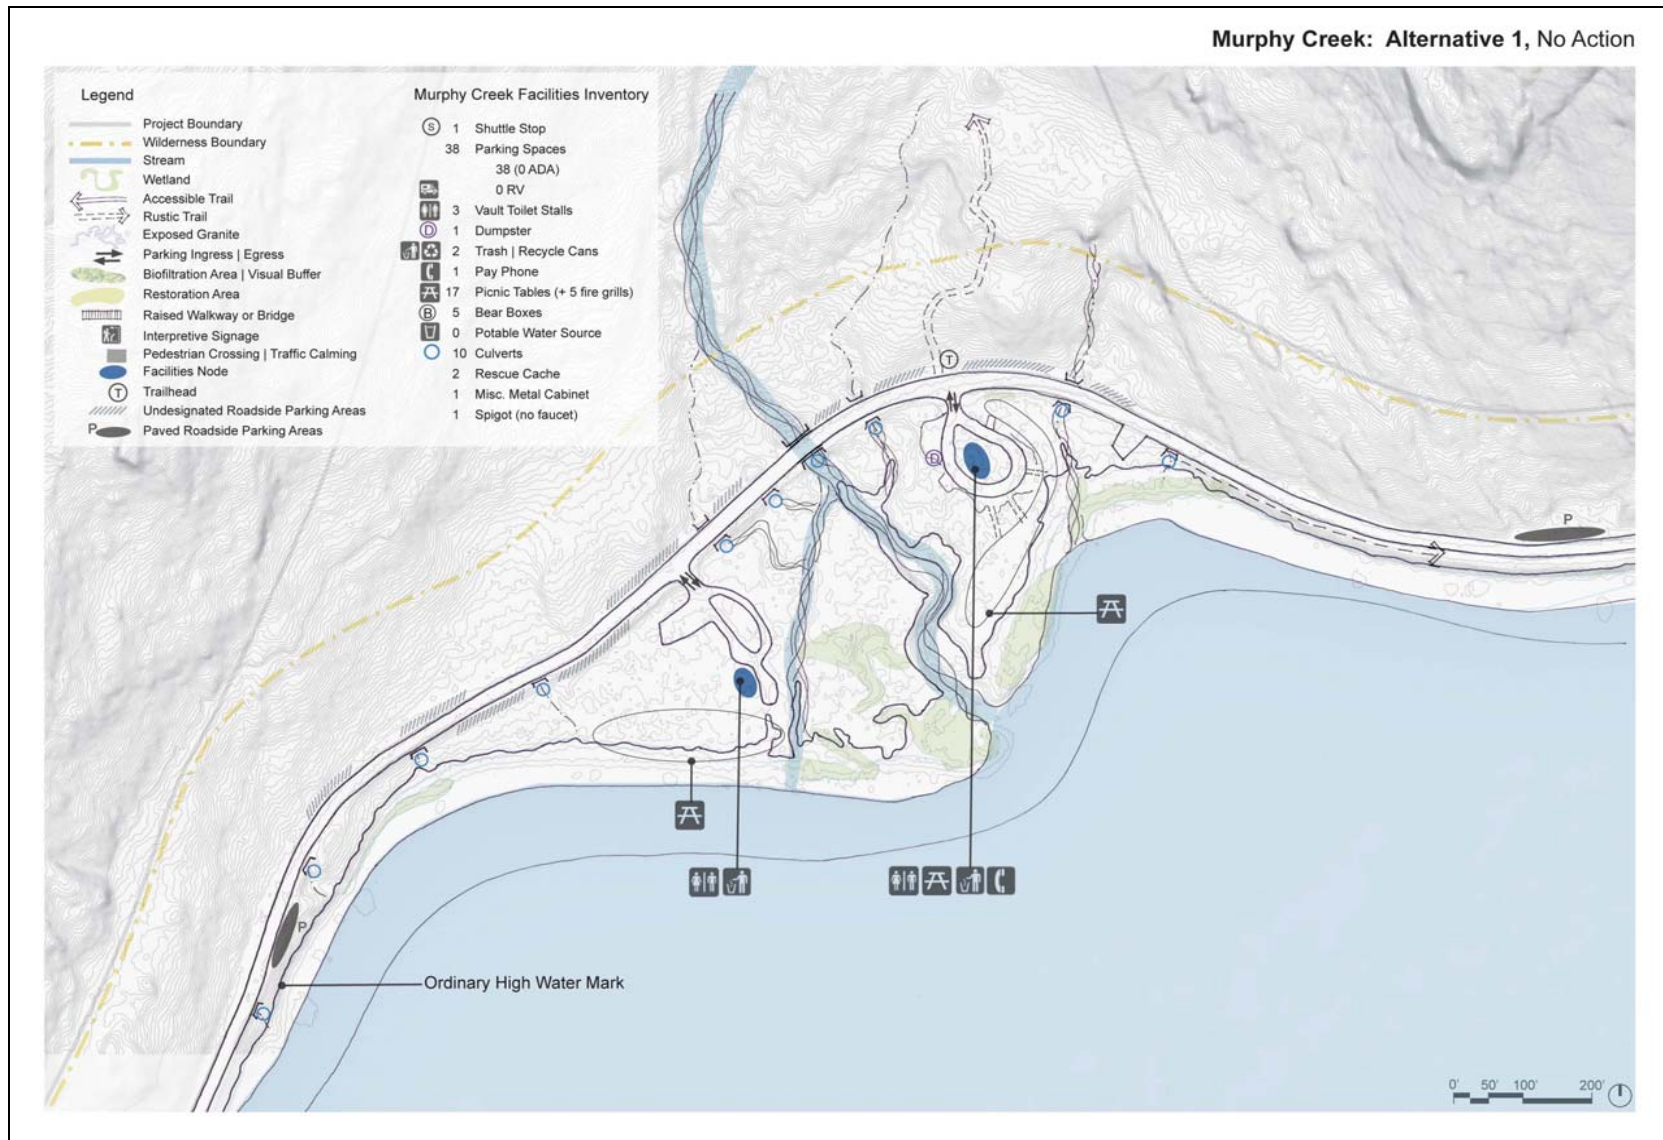 Murphy Creek: Alternative 1, No Action
Legend
Project Boundary
Wilderness Boundary
Stream
Wetland
Accessible Trail
Rustic Trail
Exposed Granite
Parking Ingress | Egress
Biofiltration Area | Visual Buffer
Restoration Area
Raised Walkway or Bridge
Interpretive Signage
Pedestrian Crossing | Traffic Calming
Facilities Node
T Trailhead
Undesignated Roadside Parking Areas
P Paved Roadside Parking Areas
Murphy Creek Facilities Inventory
S 1 Shuttle Stop
38 Parking Spaces
38 (0 ADA)
0 RV
3 Vault Toilet Stalls
D 1 Dumpster
2 Trash | Recycle Cans
1 Pay Phone
17 Picnic Tables (+ 5 fire grills)
B 5 Bear Boxes
0 Potable Water Source
10 Culverts
2 Rescue Cache
1 Misc. Metal Cabinet
1 Spigot (no faucet)
T
D
P
P
Ordinary High Water Mark
0' 50' 100' 200'